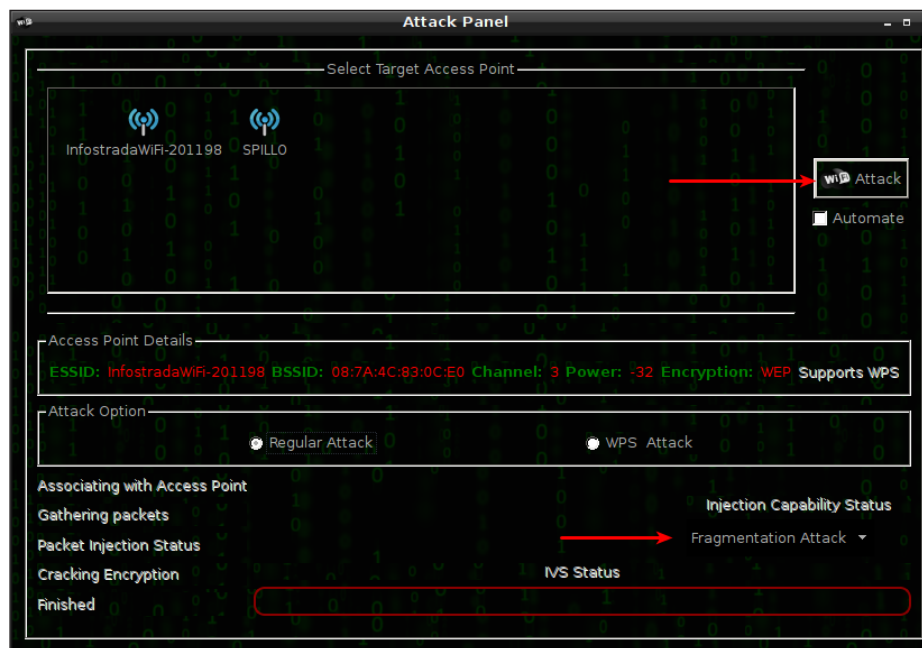 Attack Panel
Select Target Access Point
InfostradaWiFi-201198 SPILLO
WiFi Attack
Automate
Access Point Details
ESSID: InfostradaWiFi-201198 BSSID: 08:7A:4C:83:0C:E0 Channel: 3 Power: -32 Encryption: WEP Supports WPS
Attack Option
Regular Attack WPS Attack
Associating with Access Point
Injection Capability Status
Gathering packets
Fragmentation Attack
Packet Injection Status
Cracking Encryption
IVS Status
Finished